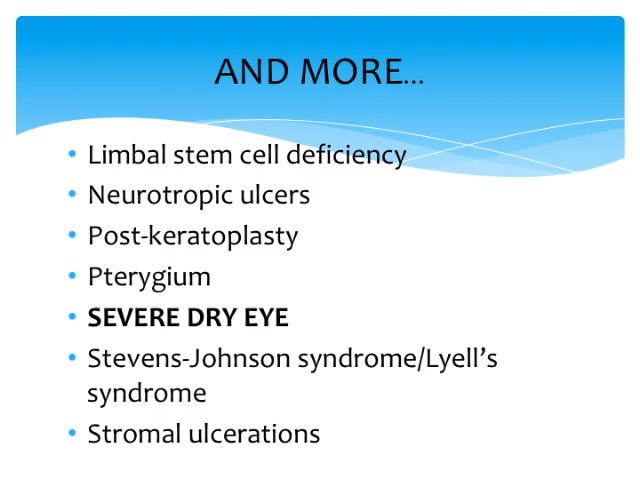 AND MORE...
• Limbal stem cell deficiency
• Neurotropic ulcers
• Post-keratoplasty
• Pterygium
• SEVERE DRY EYE
• Stevens-Johnson syndrome/Lyell’s
syndrome
• Stromal ulcerations